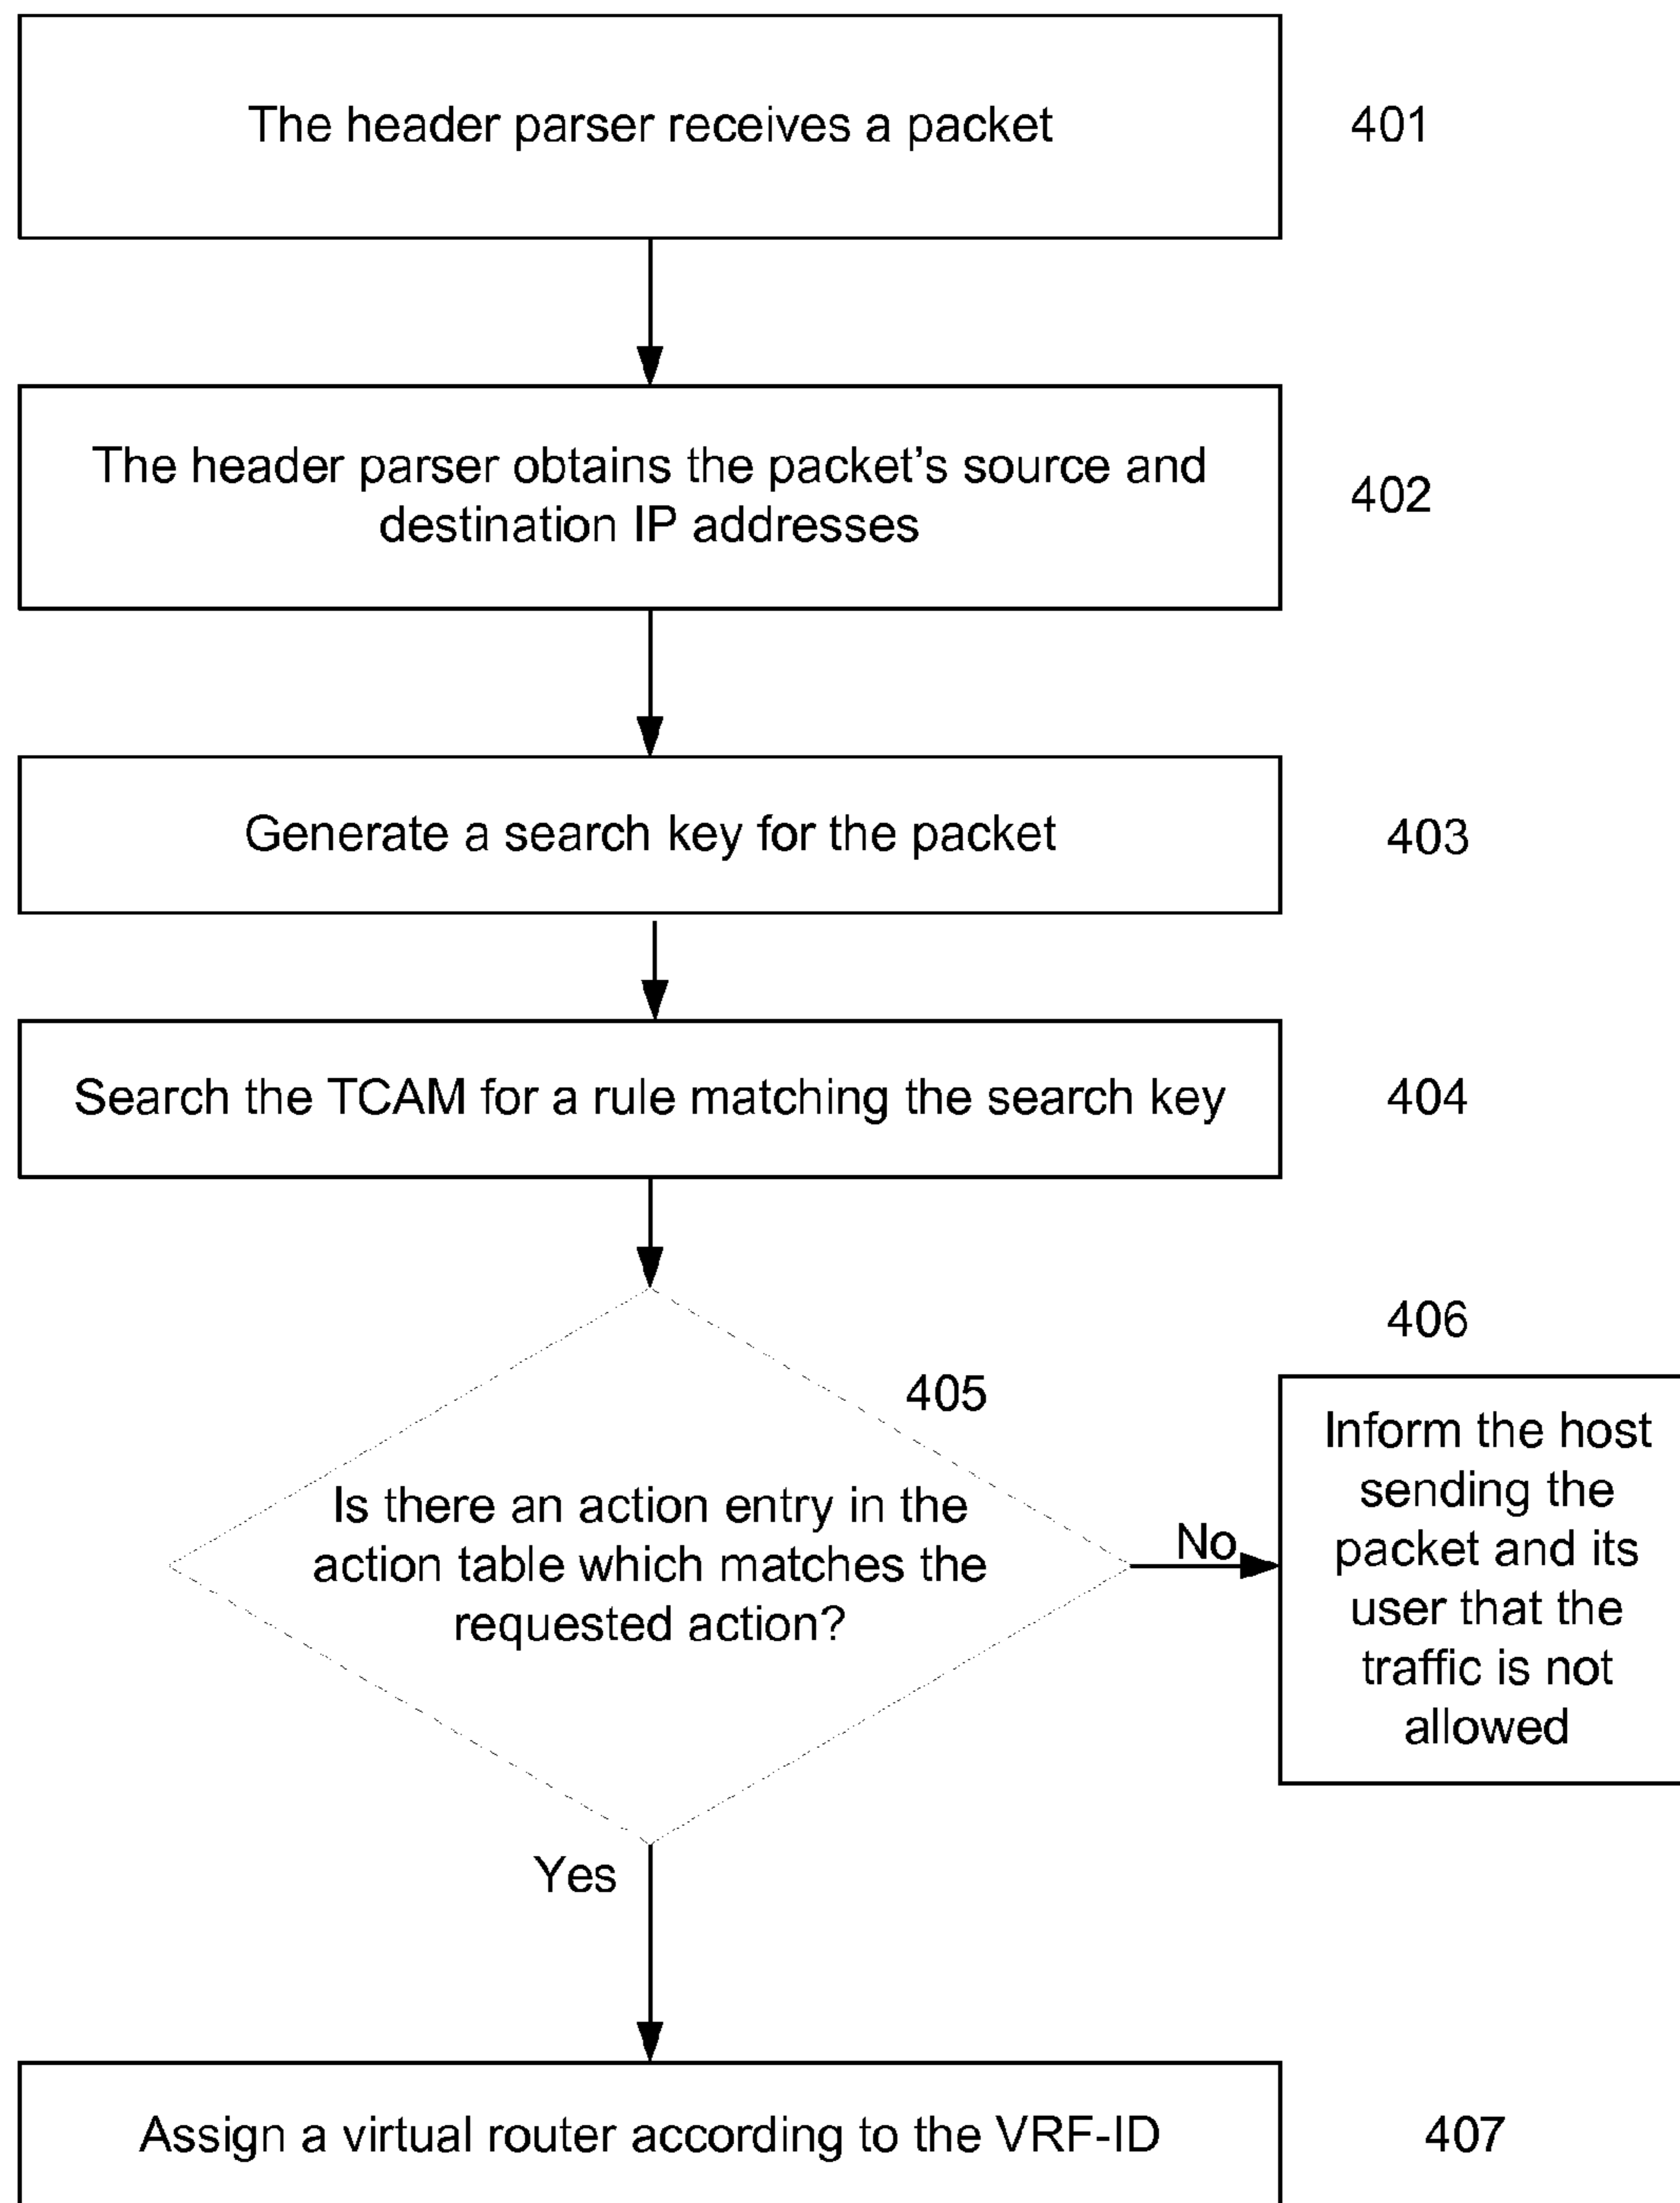 The header parser receives a packet
401
The header parser obtains the packet's source and
destination IP addresses
402
Generate a search key for the packet
403
Search the TCAM for a rule matching the search key
404
405
Is there an action entry in the
action table which matches the
requested action?
No
406
Inform the host
sending the
packet and its
user that the
traffic is not
allowed
Yes
Assign a virtual router according to the VRF-ID
407